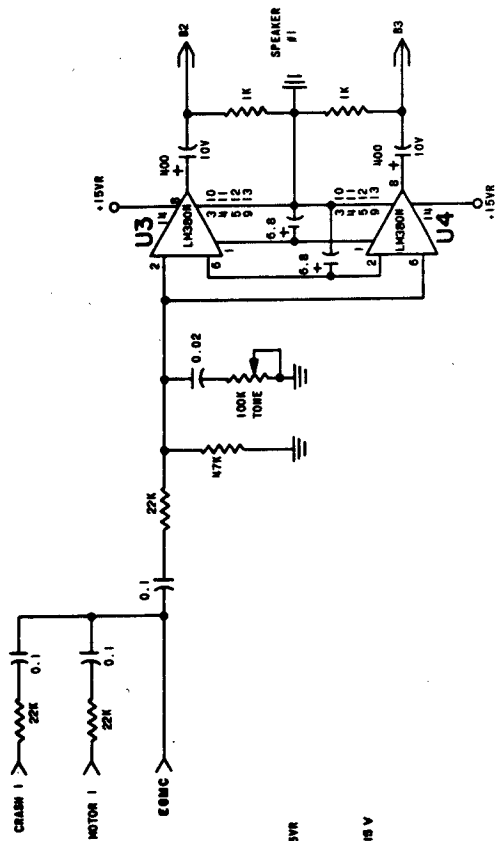 CRASH 1
22K
0.1
MOTOR 1
22K
0.1
EGMC
0.1
22K
47K
0.02
100K
TONE
+15VR
U3
LM380N
2
6
1
14
8
3 10
4 11
5 12
9 13
400
+
10V
B2
1K
SPEAKER
#1
6.8
+
6.8
+
1K
3 10
4 11
5 12
9 13
U4
LM380N
1
2
6
14
8
400
+
10V
B3
+15VR
5VR
15 V